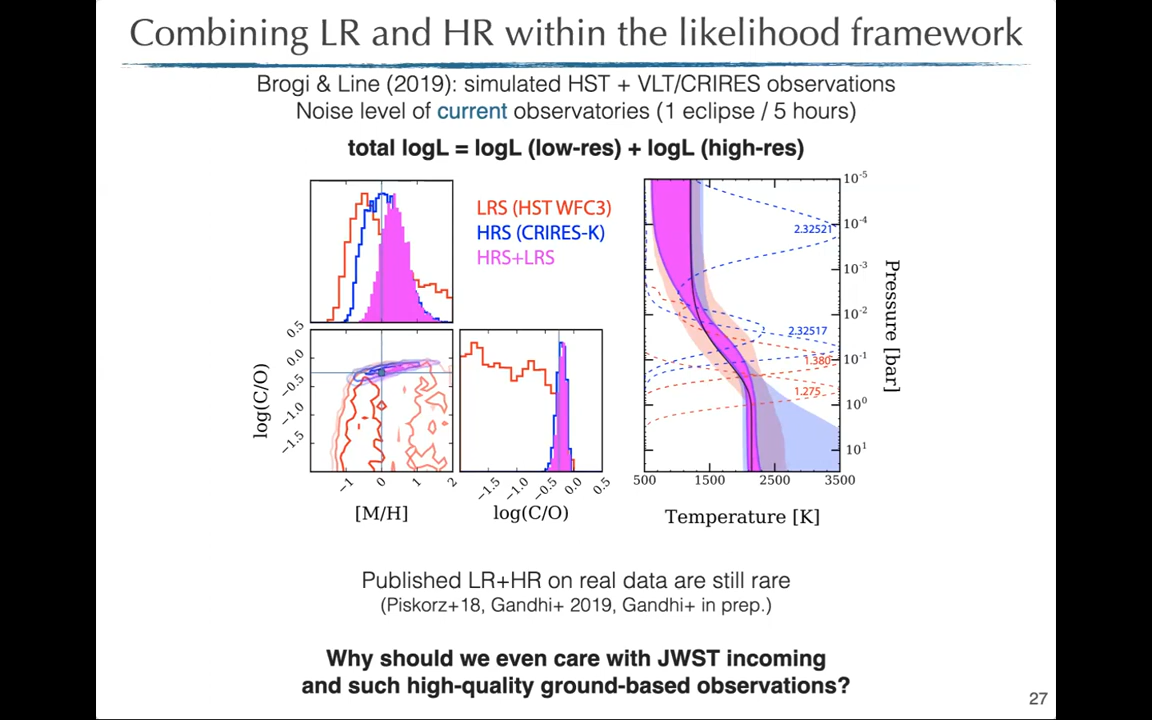 Combining LR and HR within the likelihood framework
Brogi & Line (2019): simulated HST + VLT/CRIRES observations
Noise level of current observatories (1 eclipse / 5 hours)
total logL = logL (low-res) + logL (high-res)
LRS (HST WFC3)
HRS (CRIRES-K)
HRS+LRS
0.5
0.0
−0.5
−1.0
−1.5
log(C/O)
−1
0
1
2
[M/H]
−1.5
−1.0
−0.5
0.0
0.5
log(C/O)
2.32521
2.32517
1.380
1.275
10⁻⁵
10⁻⁴
10⁻³
10⁻²
10⁻¹
10⁰
10¹
Pressure [bar]
500
1500
2500
3500
Temperature [K]
Published LR+HR on real data are still rare
(Piskorz+18, Gandhi+ 2019, Gandhi+ in prep.)
Why should we even care with JWST incoming
and such high-quality ground-based observations?
27